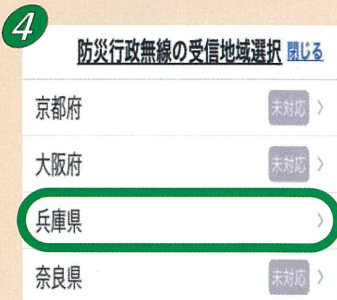 4
防災行政無線の受信地域選択 閉じる
京都府 未対応 >
大阪府 未対応 >
兵庫県 >
奈良県 未対応 >